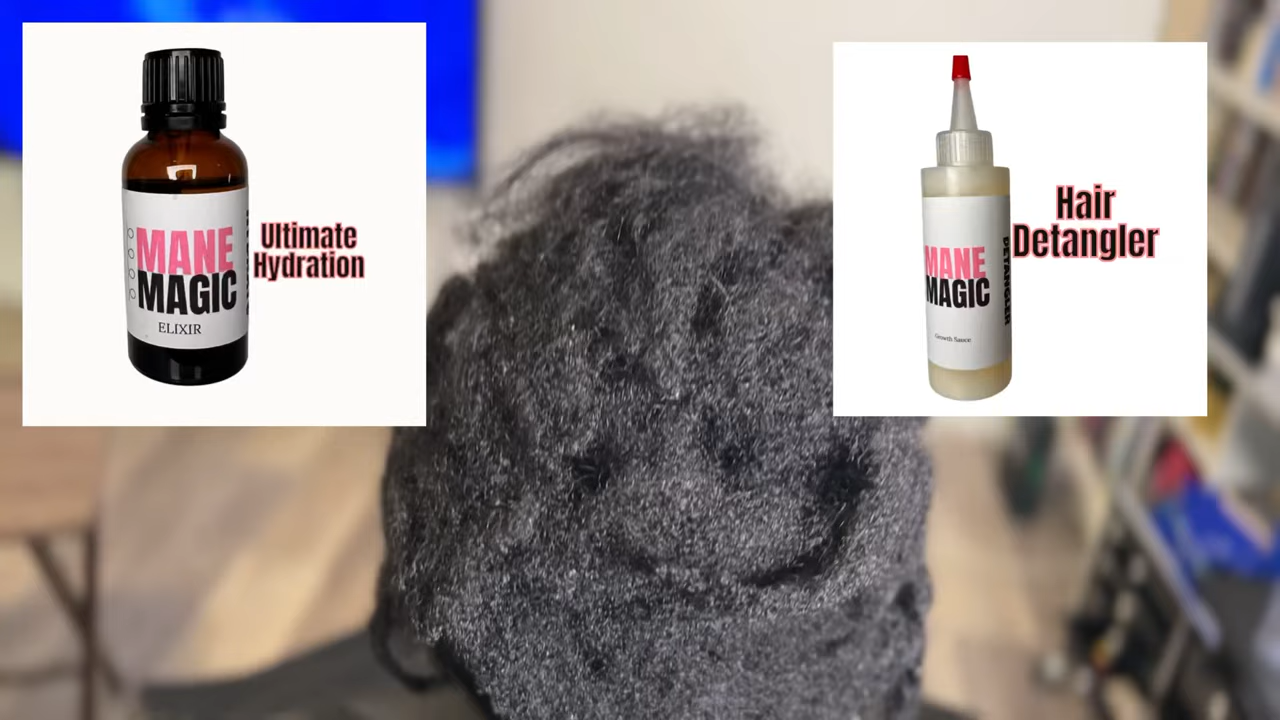 MANE
MAGIC
ELIXIR
Ultimate
Hydration
MANE
MAGIC
Growth Sauce
DETANGLER
Hair
Detangler